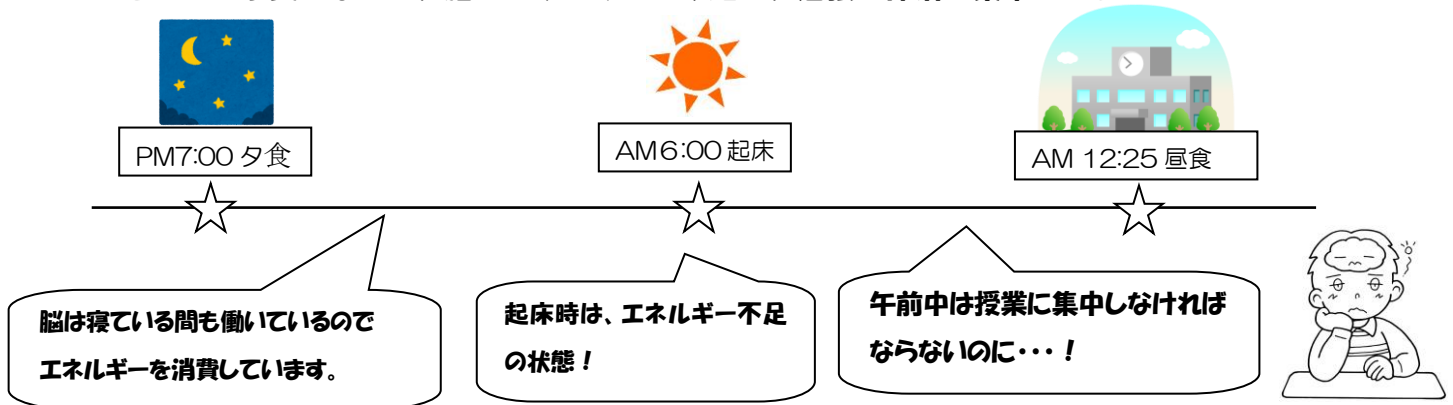 PM7:00 夕食
AM6:00 起床
AM 12:25 昼食
脳は寝ている間も働いているので
エネルギーを消費しています。
起床時は、エネルギー不足
の状態!
午前中は授業に集中しなければ
ならないのに・・・!